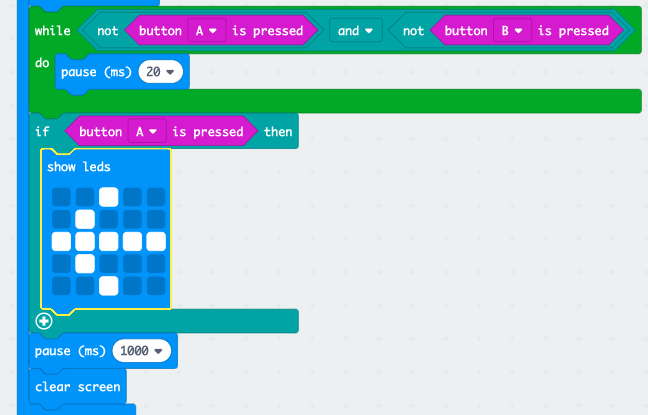 while not button A ▼ is pressed and ▼ not button B ▼ is pressed
do pause (ms) 20 ▼
if button A ▼ is pressed then
show leds
pause (ms) 1000 ▼
clear screen